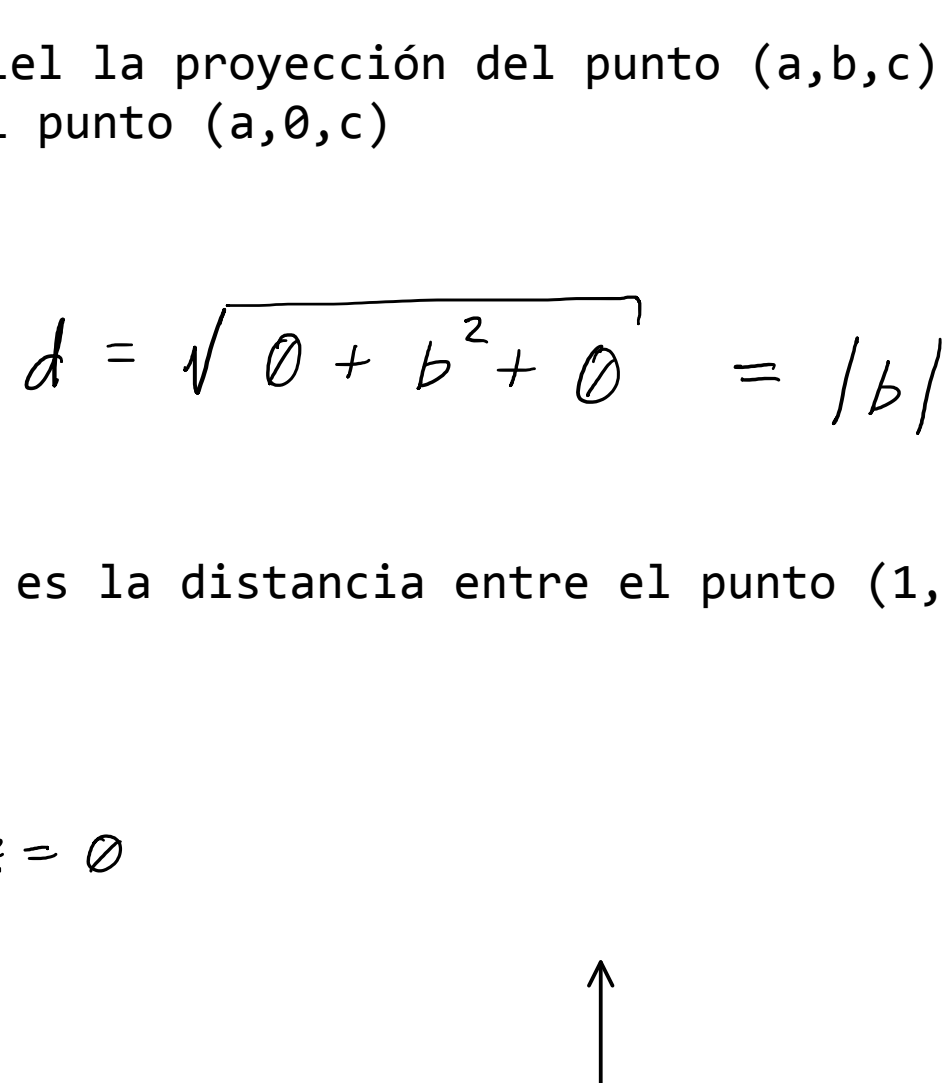 el la proyección del punto (a,b,c)
punto (a,0,c)
d = √ 0 + b² + 0 = |b|
es la distancia entre el punto (1,
= 0